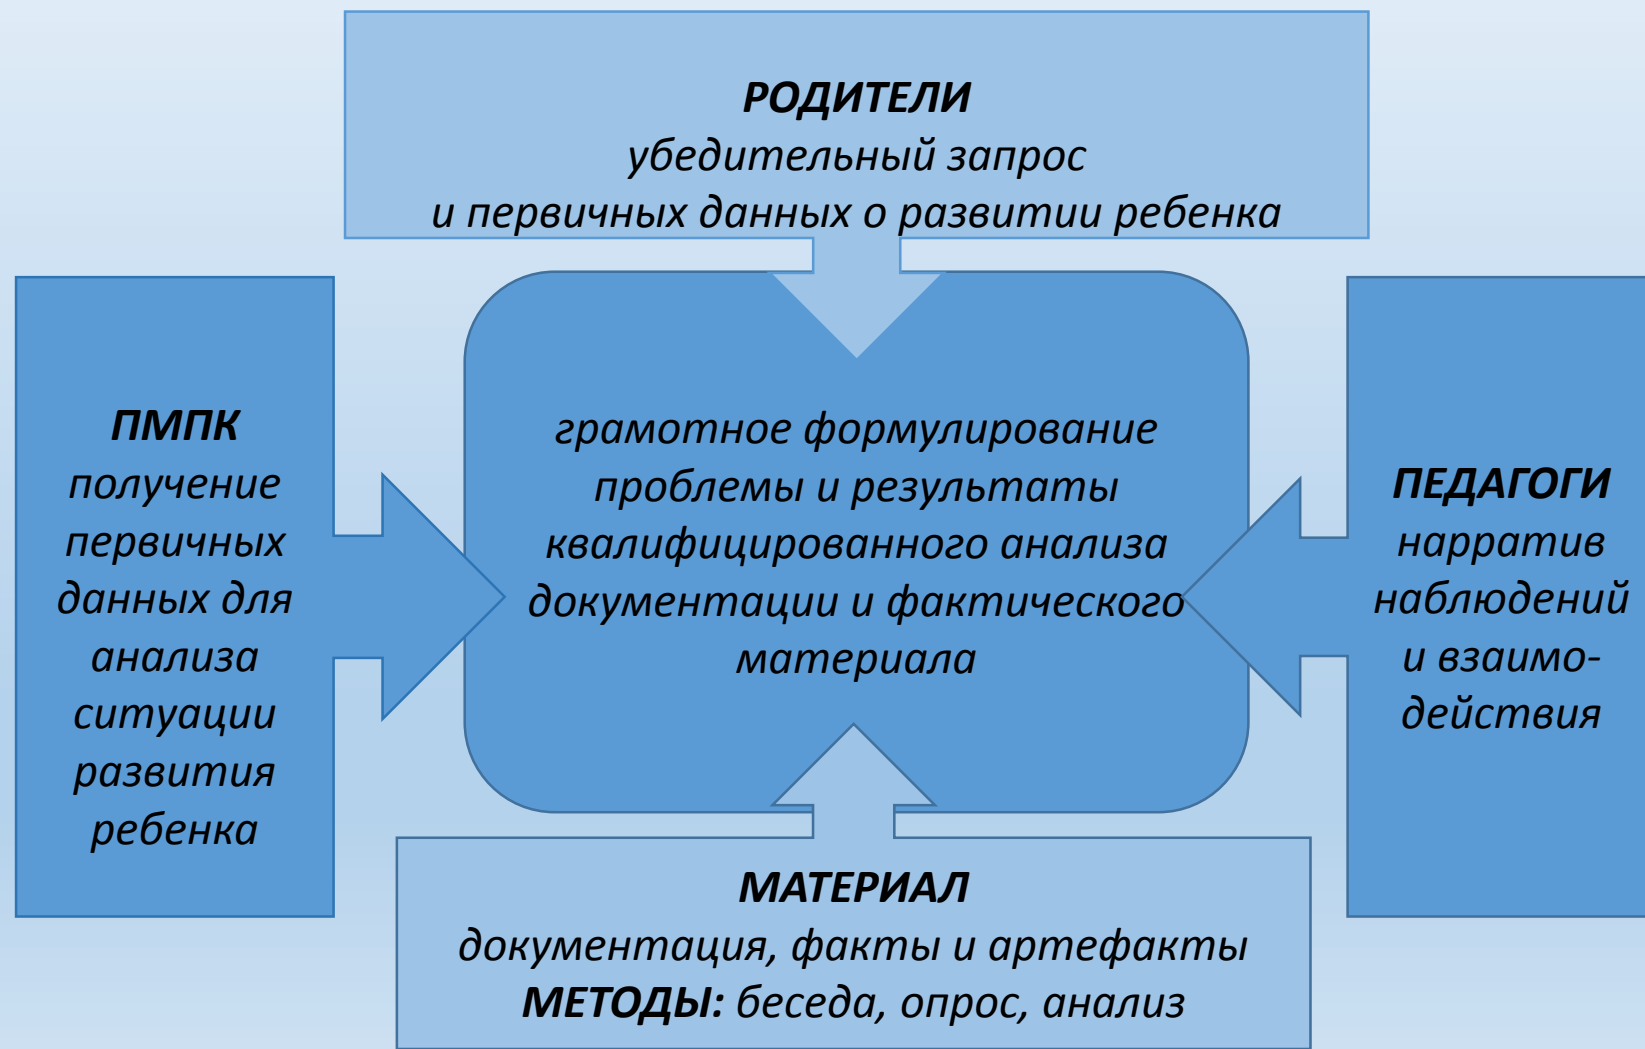 РОДИТЕЛИ
убедительный запрос
и первичных данных о развитии ребенка
ПМПК
получение
первичных
данных для
анализа
ситуации
развития
ребенка
грамотное формулирование
проблемы и результаты
квалифицированного анализа
документации и фактического
материала
ПЕДАГОГИ
нарратив
наблюдений
и взаимо-
действия
МАТЕРИАЛ
документация, факты и артефакты
МЕТОДЫ: беседа, опрос, анализ